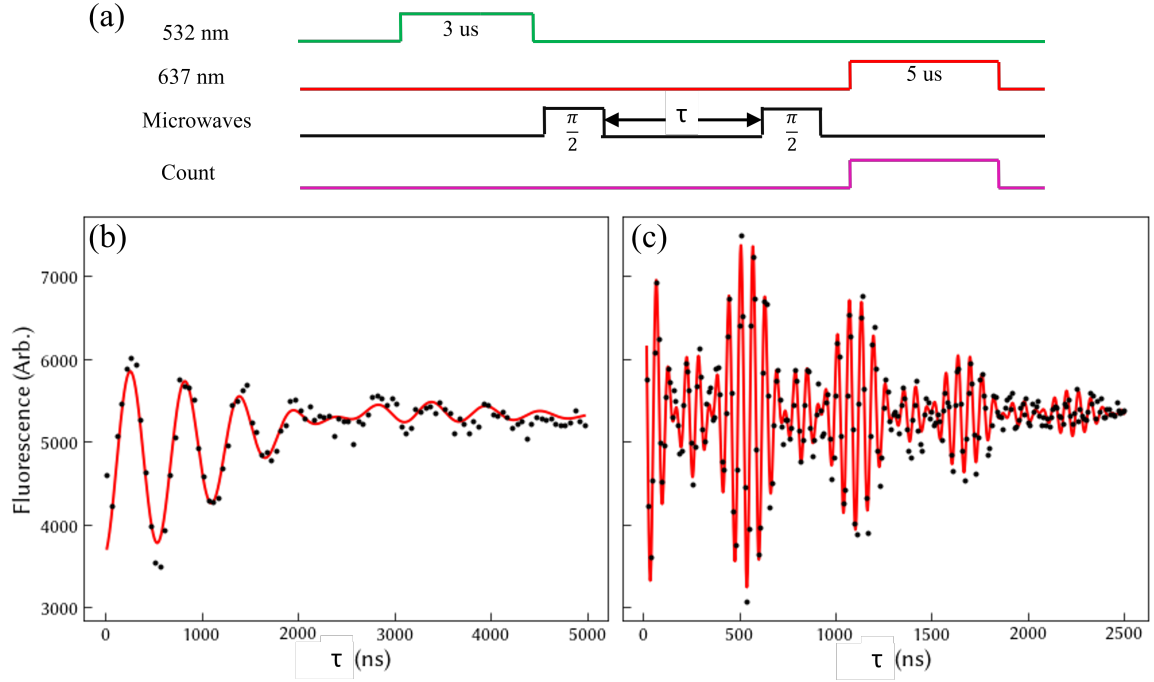 (a)
532 nm
3 us
637 nm
5 us
Microwaves
π/2
τ
π/2
Count
(b)
(c)
Fluorescence (Arb.)
7000
6000
5000
4000
3000
0 1000 2000 3000 4000 5000
τ (ns)
0 500 1000 1500 2000 2500
τ (ns)